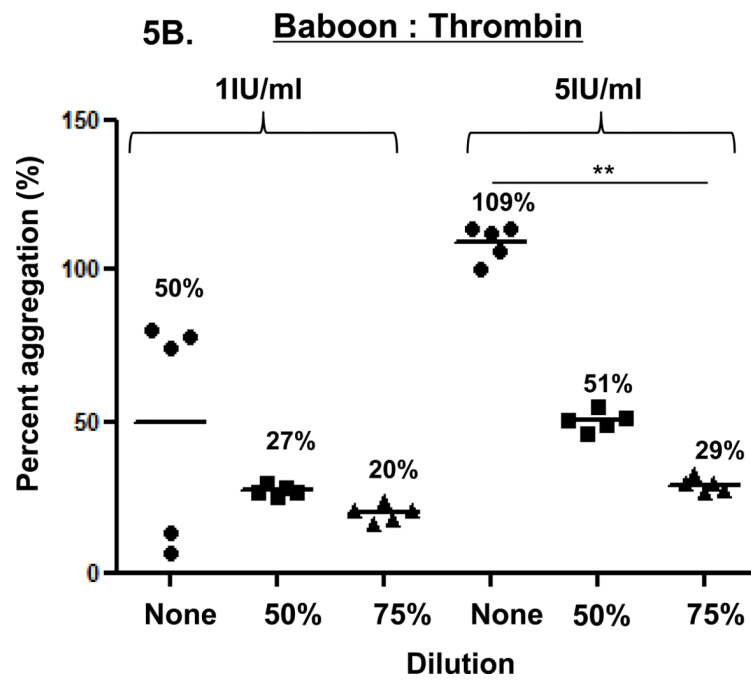 5B. Baboon : Thrombin
1IU/ml 5IU/ml
150
**
109%
100
50%
51%
50
27%
29%
20%
0
None 50% 75% None 50% 75%
Dilution
Percent aggregation (%)